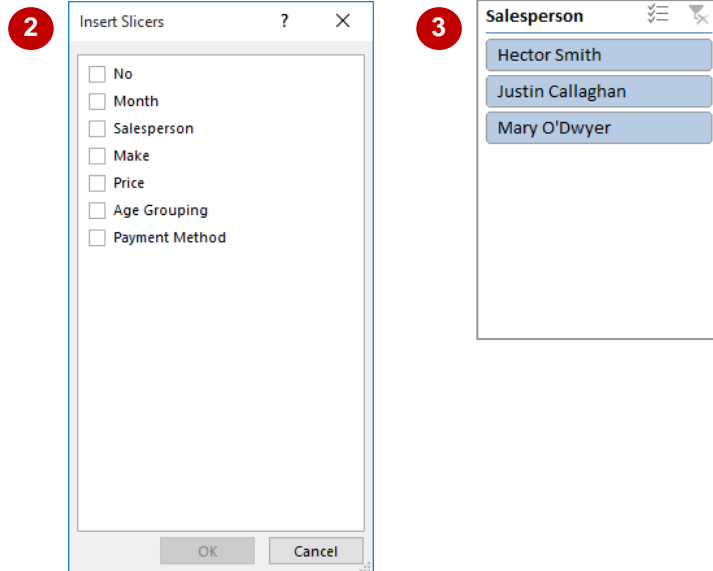 2
Insert Slicers ? ×
No
Month
Salesperson
Make
Price
Age Grouping
Payment Method
OK Cancel
3
Salesperson
Hector Smith
Justin Callaghan
Mary O'Dwyer